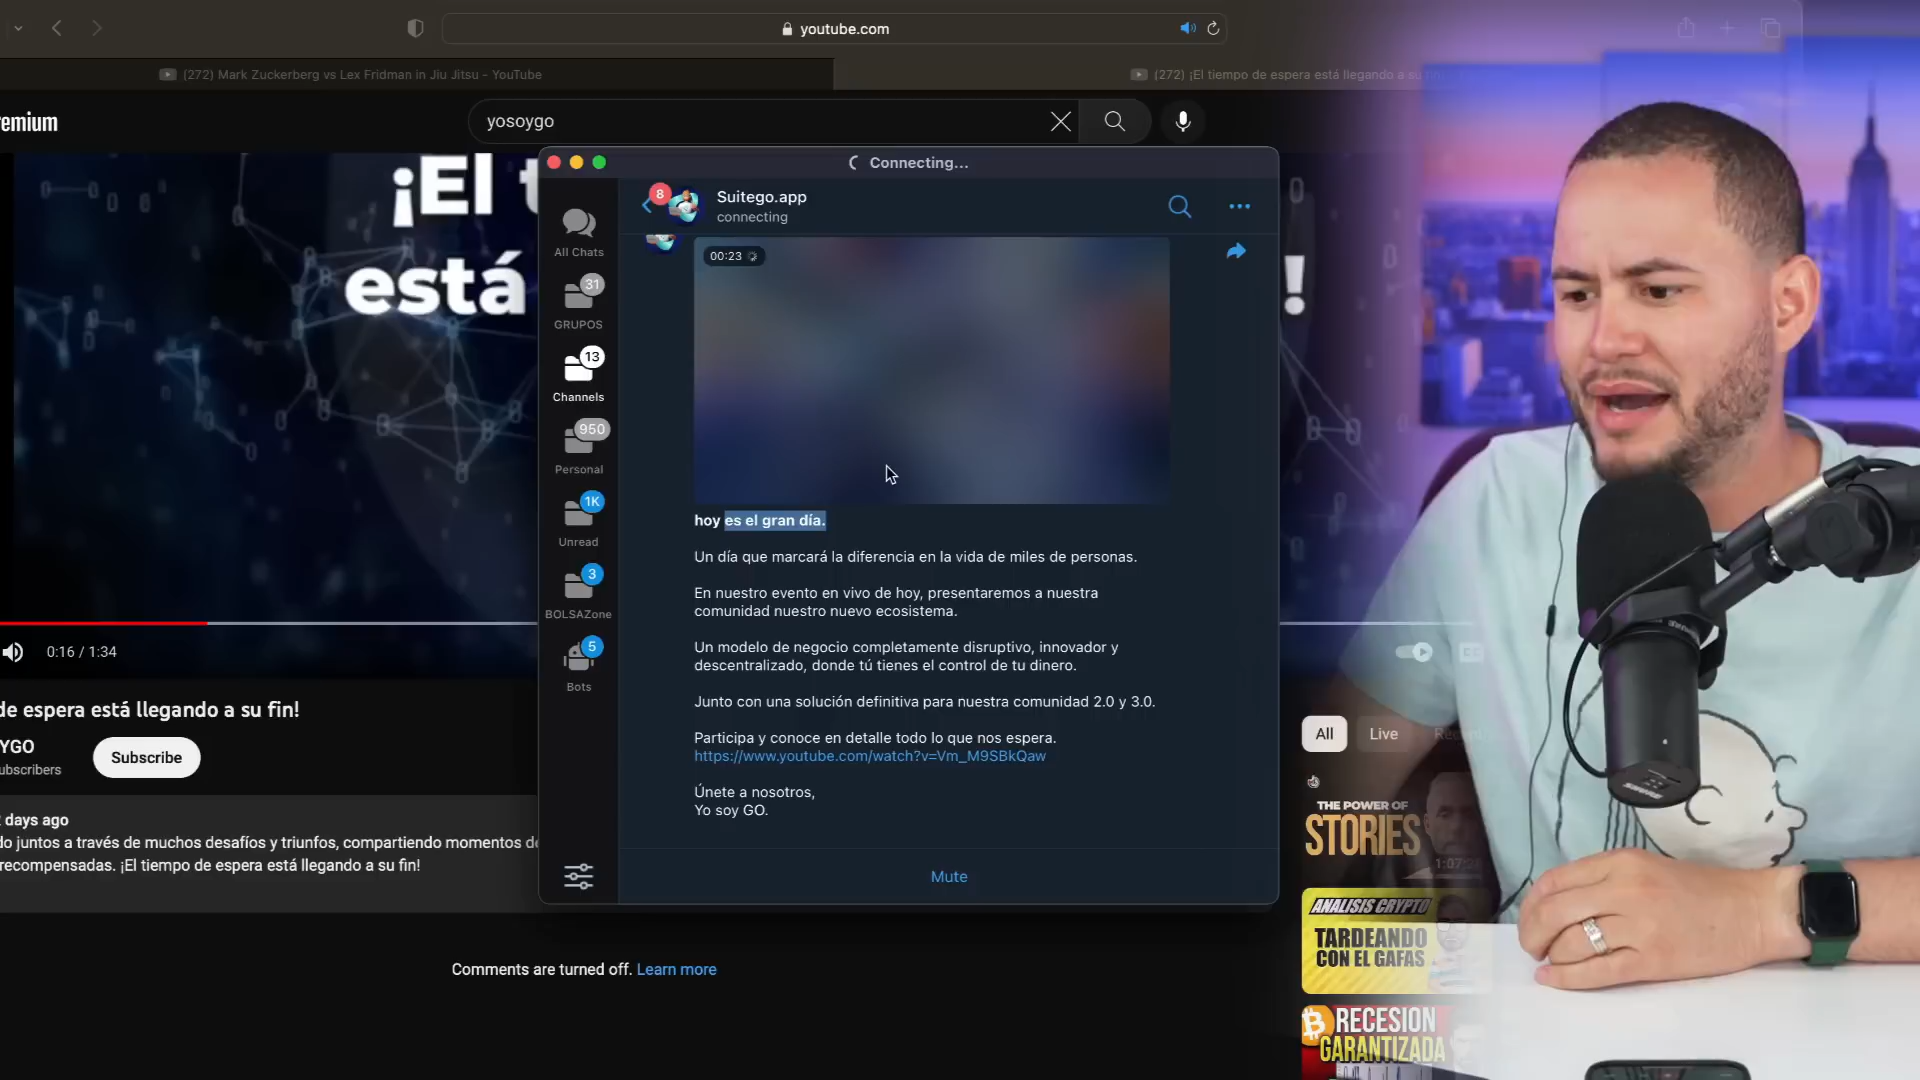 youtube.com
(272) Mark Zuckerberg vs Lex Fridman in Jiu Jitsu - YouTube
(272) ¡El tiempo de espera está llegando a su
emium
yosoygo
¡El t
está
!
0:16 / 1:34
de espera está llegando a su fin!
YGO
ubscribers
Subscribe
days ago
do juntos a través de muchos desafíos y triunfos, compartiendo momentos de
recompensadas. ¡El tiempo de espera está llegando a su fin!
Comments are turned off. Learn more
Connecting...
8
Suitego.app
connecting
All Chats
31
GRUPOS
13
Channels
950
Personal
1K
Unread
3
BOLSAZone
5
Bots
00:23
hoy es el gran día.
Un día que marcará la diferencia en la vida de miles de personas.
En nuestro evento en vivo de hoy, presentaremos a nuestra
comunidad nuestro nuevo ecosistema.
Un modelo de negocio completamente disruptivo, innovador y
descentralizado, donde tú tienes el control de tu dinero.
Junto con una solución definitiva para nuestra comunidad 2.0 y 3.0.
Participa y conoce en detalle todo lo que nos espera.
https://www.youtube.com/watch?v=Vm_M9SBkQaw
Únete a nosotros,
Yo soy GO.
Mute
All
Live
THE POWER OF
STORIES
1:07:28
ANALISIS CRYPTO
TARDEANDO
CON EL GAFAS
RECESION
GARANTIZADA
SHURE